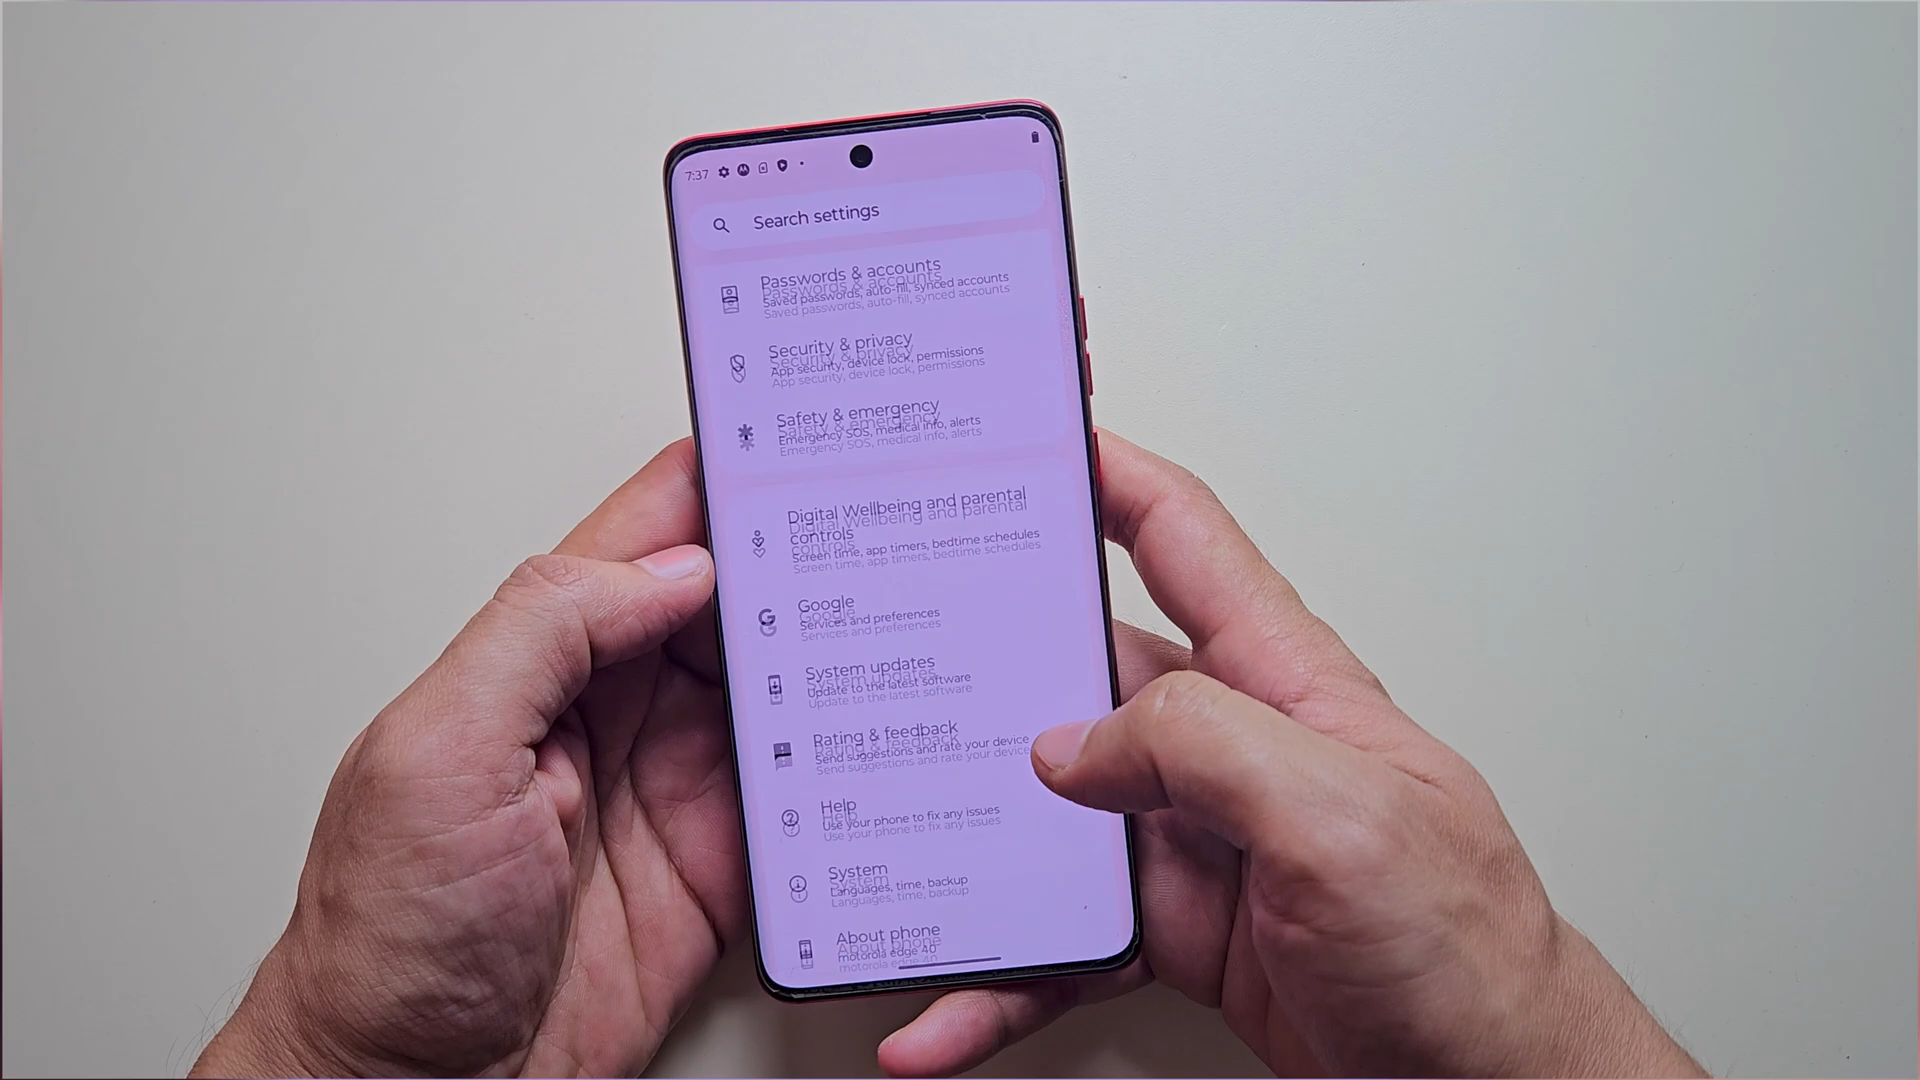 7:37
Search settings
Passwords & accounts
Saved passwords, auto-fill, synced accounts
Security & privacy
App security, device lock, permissions
Safety & emergency
Emergency SOS, medical info, alerts
Digital Wellbeing and parental
controls
Screen time, app timers, bedtime schedules
Google
Services and preferences
System updates
Update to the latest software
Rating & feedback
Send suggestions and rate your device
Help
Use your phone to fix any issues
System
Languages, time, backup
About phone
motorola edge 40